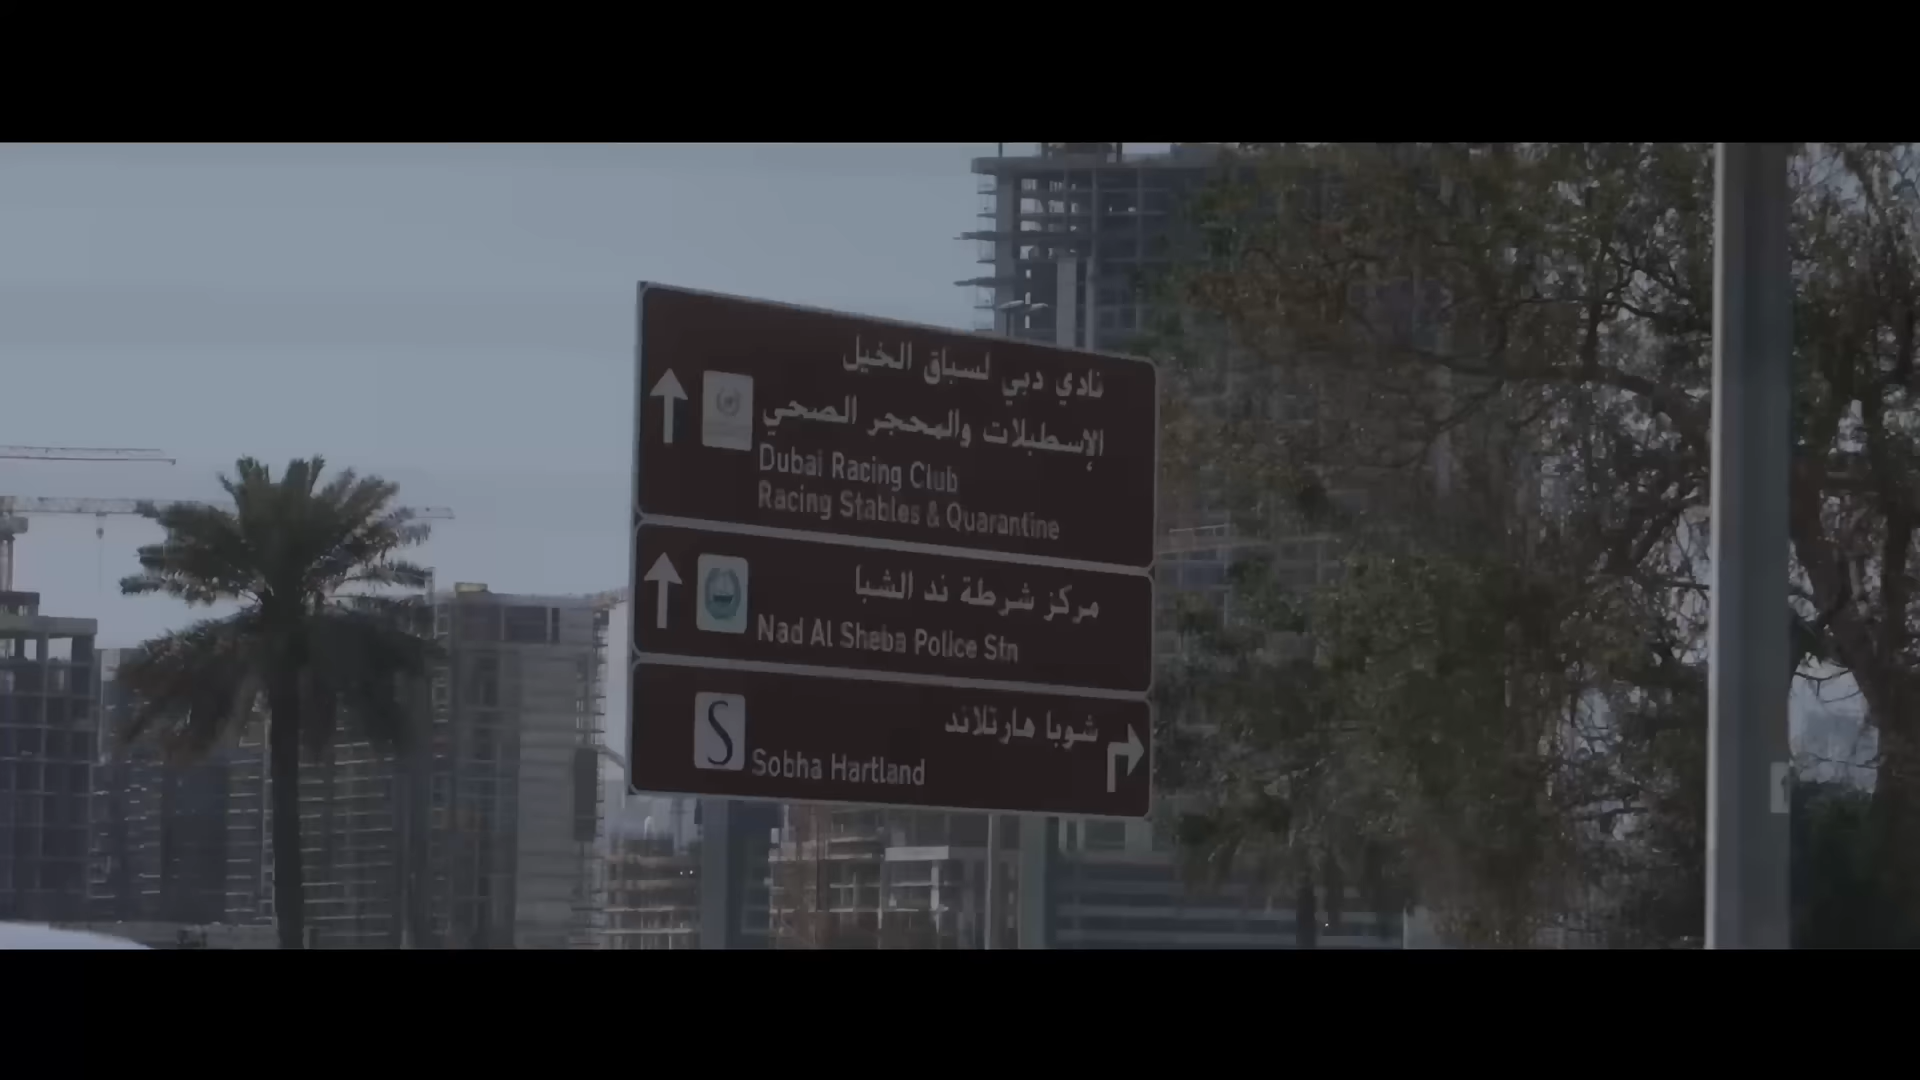 نادي دبي لسباق الخيل
الإسطبلات والمحجر الصحي
Dubai Racing Club
Racing Stables & Quarantine
مركز شرطة ند الشبا
Nad Al Sheba Police Stn
شوبا هارتلاند
S
Sobha Hartland